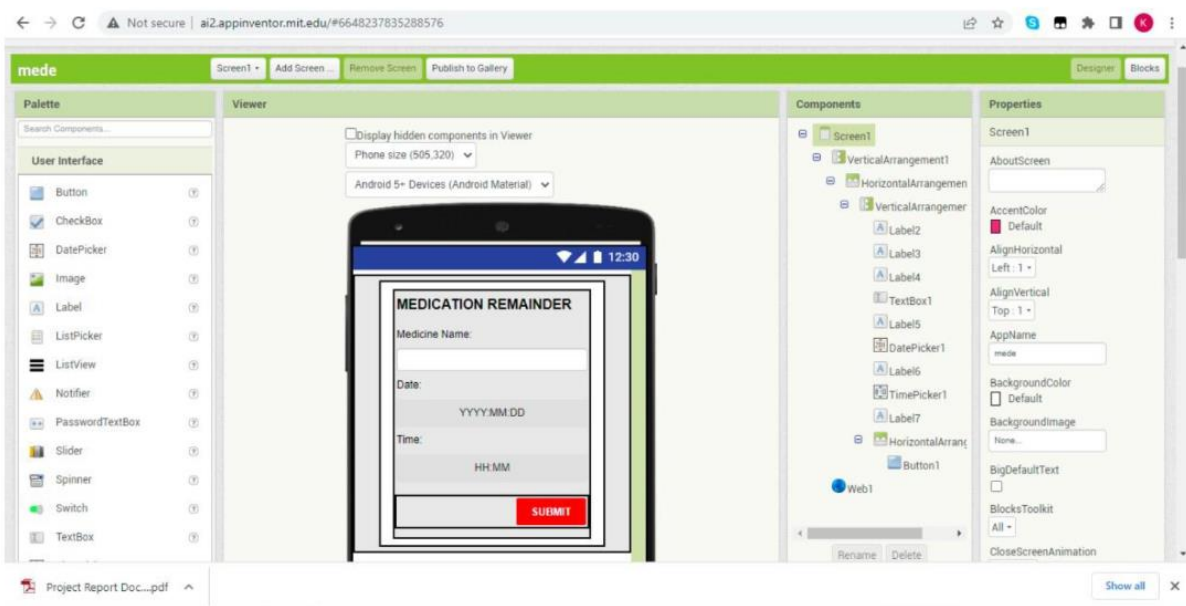 Not secure | ai2.appinventor.mit.edu/#6648237835288576
K
mede
Screen1
Add Screen ...
Remove Screen
Publish to Gallery
Designer
Blocks
Palette
Search Components...
User Interface
Button
CheckBox
DatePicker
Image
Label
ListPicker
ListView
Notifier
PasswordTextBox
Slider
Spinner
Switch
TextBox
Viewer
Display hidden components in Viewer
Phone size (505,320)
Android 5+ Devices (Android Material)
12:30
MEDICATION REMAINDER
Medicine Name:
Date:
YYYY:MM:DD
Time:
HH:MM
SUBMIT
Components
Screen1
VerticalArrangement1
HorizontalArrangemen
VerticalArrangemer
Label2
Label3
Label4
TextBox1
Label5
DatePicker1
Label6
TimePicker1
Label7
HorizontalArrang
Button1
Web1
Rename
Delete
Properties
Screen1
AboutScreen
AccentColor
Default
AlignHorizontal
Left : 1
AlignVertical
Top : 1
AppName
mede
BackgroundColor
Default
BackgroundImage
None...
BigDefaultText
BlocksToolkit
All
CloseScreenAnimation
Project Report Doc....pdf
Show all